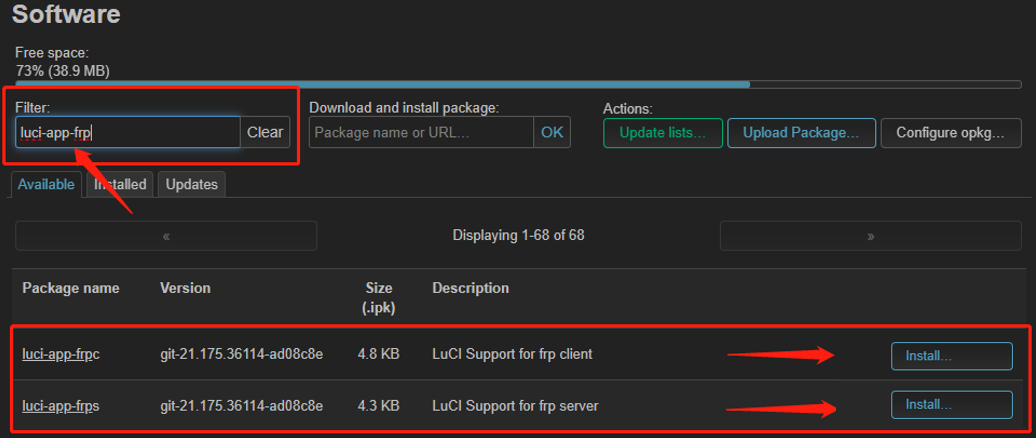 Software
Free space:
73% (38.9 MB)
Filter:
luci-app-frp
Clear
Download and install package:
Package name or URL...
OK
Actions:
Update lists...
Upload Package...
Configure opkg...
Available
Installed
Updates
«
Displaying 1-68 of 68
»
Package name Version Size (.ipk) Description
luci-app-frpc git-21.175.36114-ad08c8e 4.8 KB LuCI Support for frp client Install...
luci-app-frps git-21.175.36114-ad08c8e 4.3 KB LuCI Support for frp server Install...